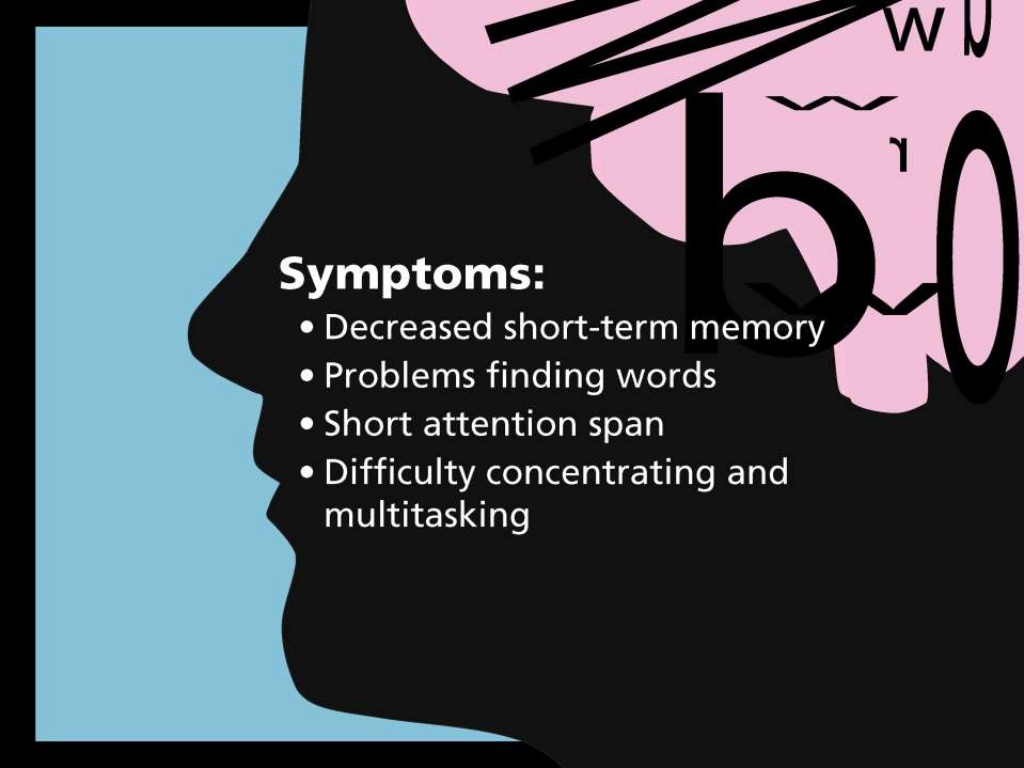 w b
r
b o
Symptoms:
• Decreased short-term memory
• Problems finding words
• Short attention span
• Difficulty concentrating and
multitasking